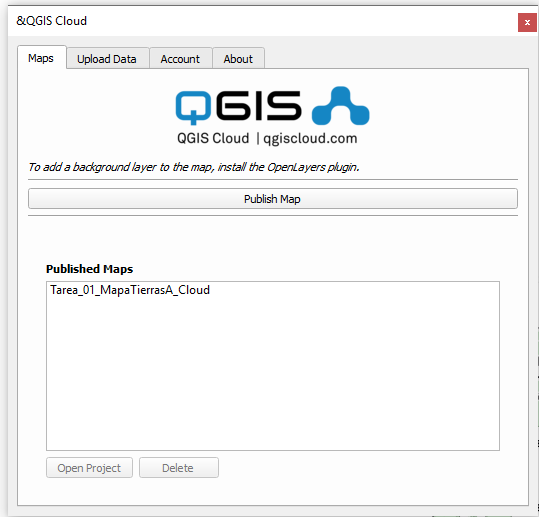 &QGIS Cloud
x
Maps
Upload Data
Account
About
QGIS
QGIS Cloud | qgiscloud.com
To add a background layer to the map, install the OpenLayers plugin.
Publish Map
Published Maps
Tarea_01_MapaTierrasA_Cloud
Open Project
Delete